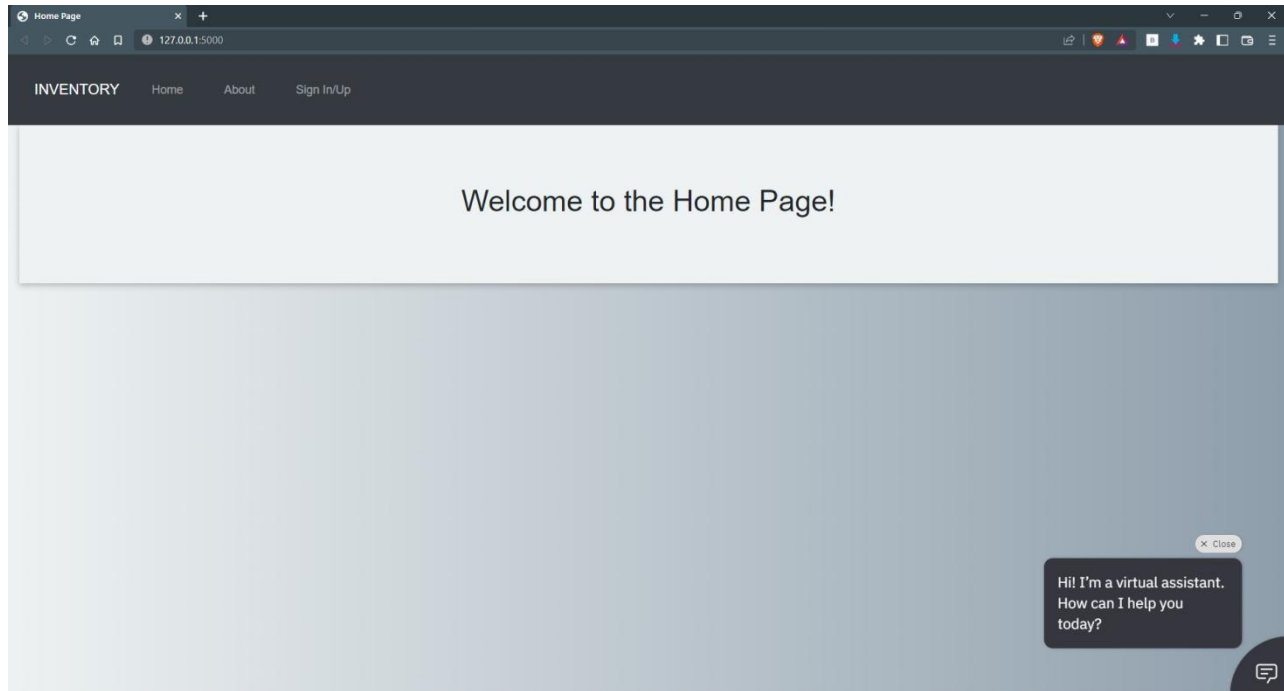 Home Page
127.0.0.1:5000
INVENTORY Home About Sign In/Up
Welcome to the Home Page!
Close
Hi! I'm a virtual assistant.
How can I help you
today?